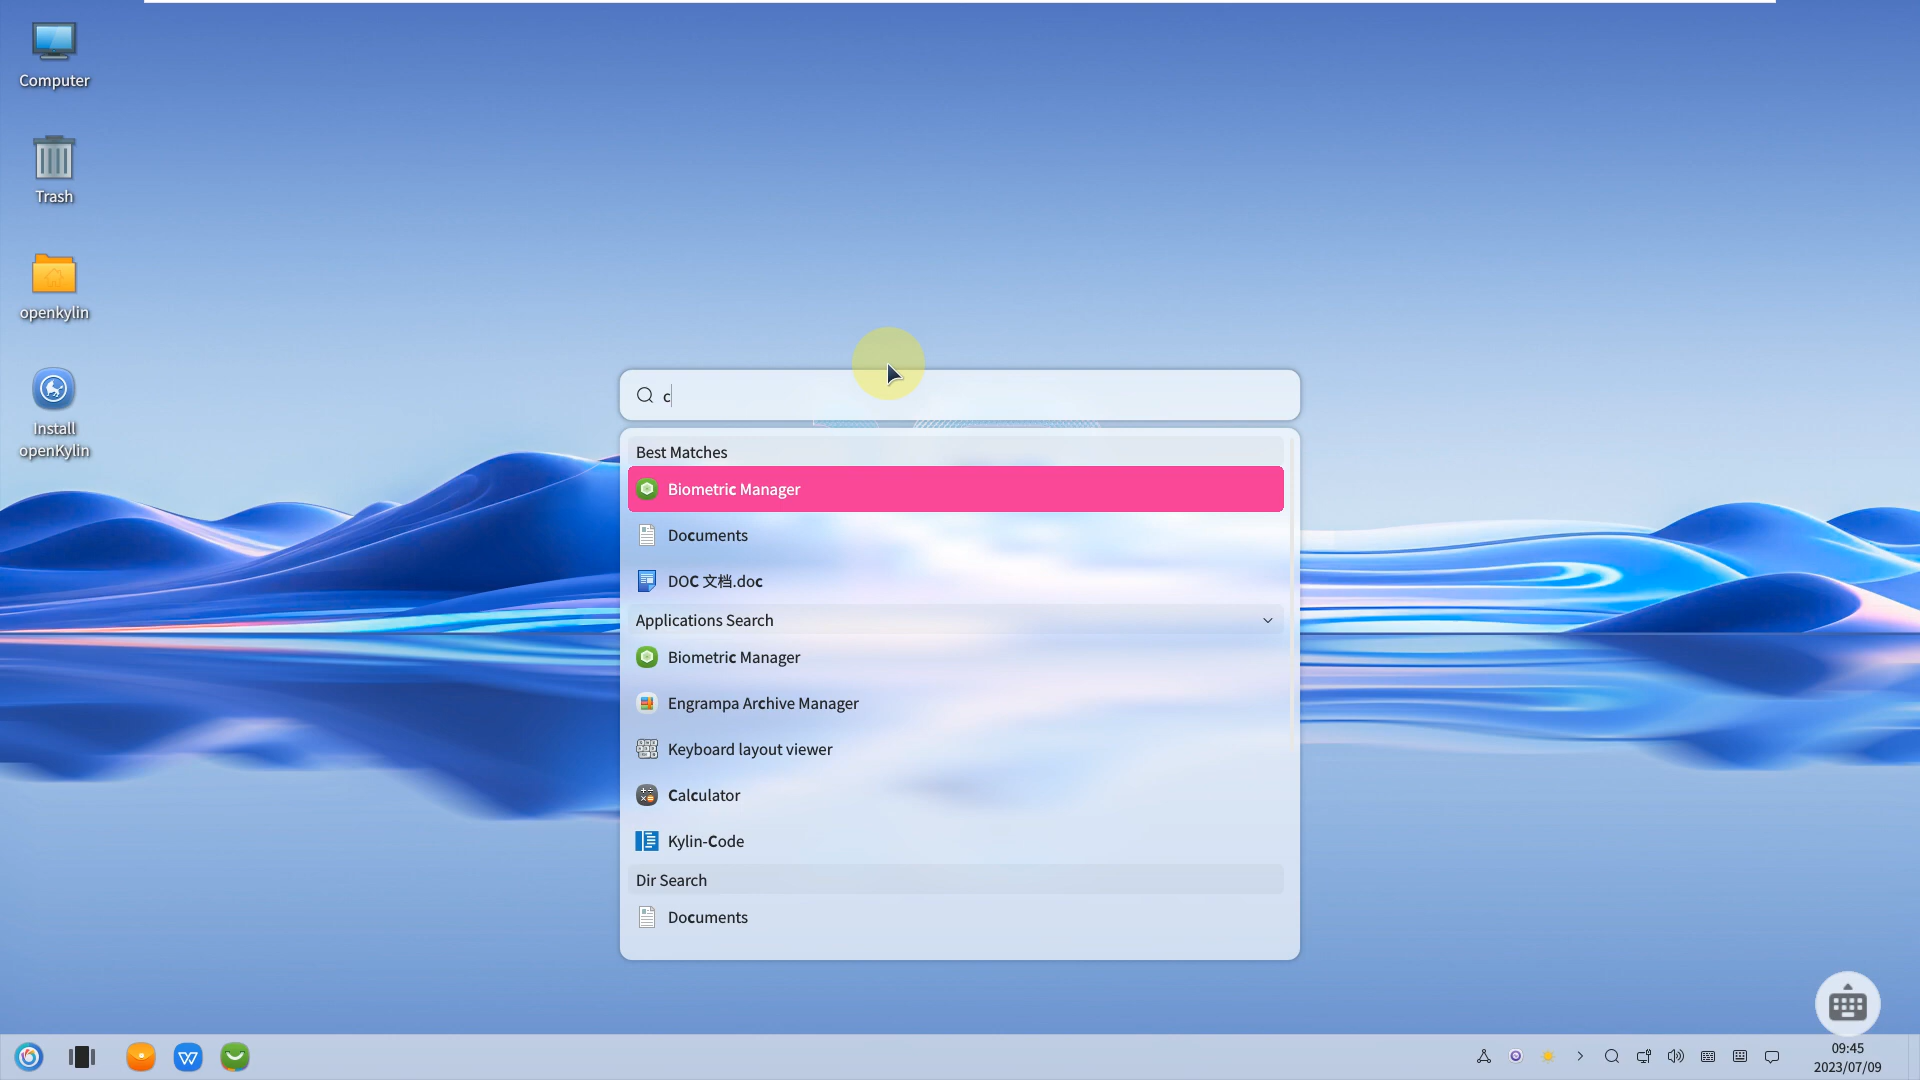 Computer
Trash
openkylin
Install
openKylin
c
Best Matches
Biometric Manager
Documents
DOC 文档.doc
Applications Search
Biometric Manager
Engrampa Archive Manager
Keyboard layout viewer
Calculator
Kylin-Code
Dir Search
Documents
09:45
2023/07/09